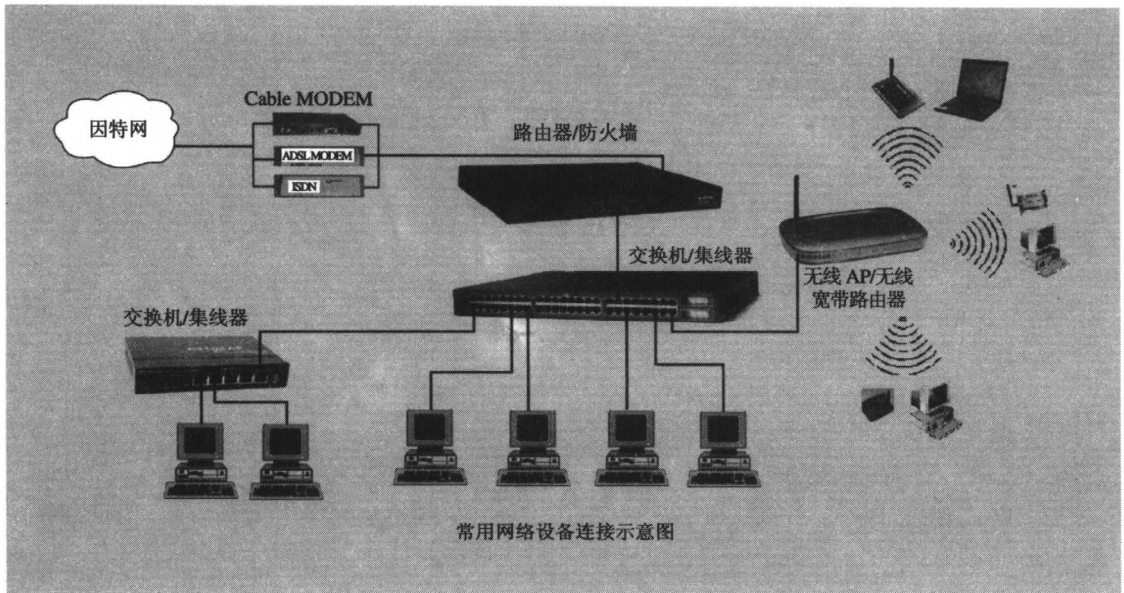 Cable MODEM
因特网
路由器/防火墙
ADSL MODEM
ISDN
交换机/集线器
无线 AP/无线
宽带路由器
交换机/集线器
常用网络设备连接示意图